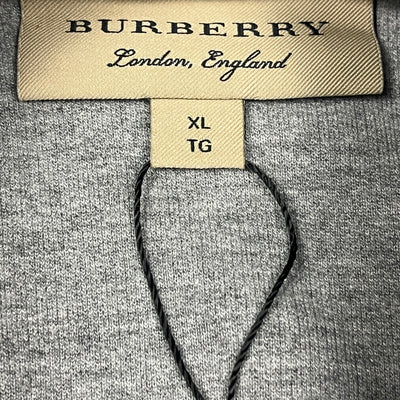 BURBERRY
London, England
XL
TG